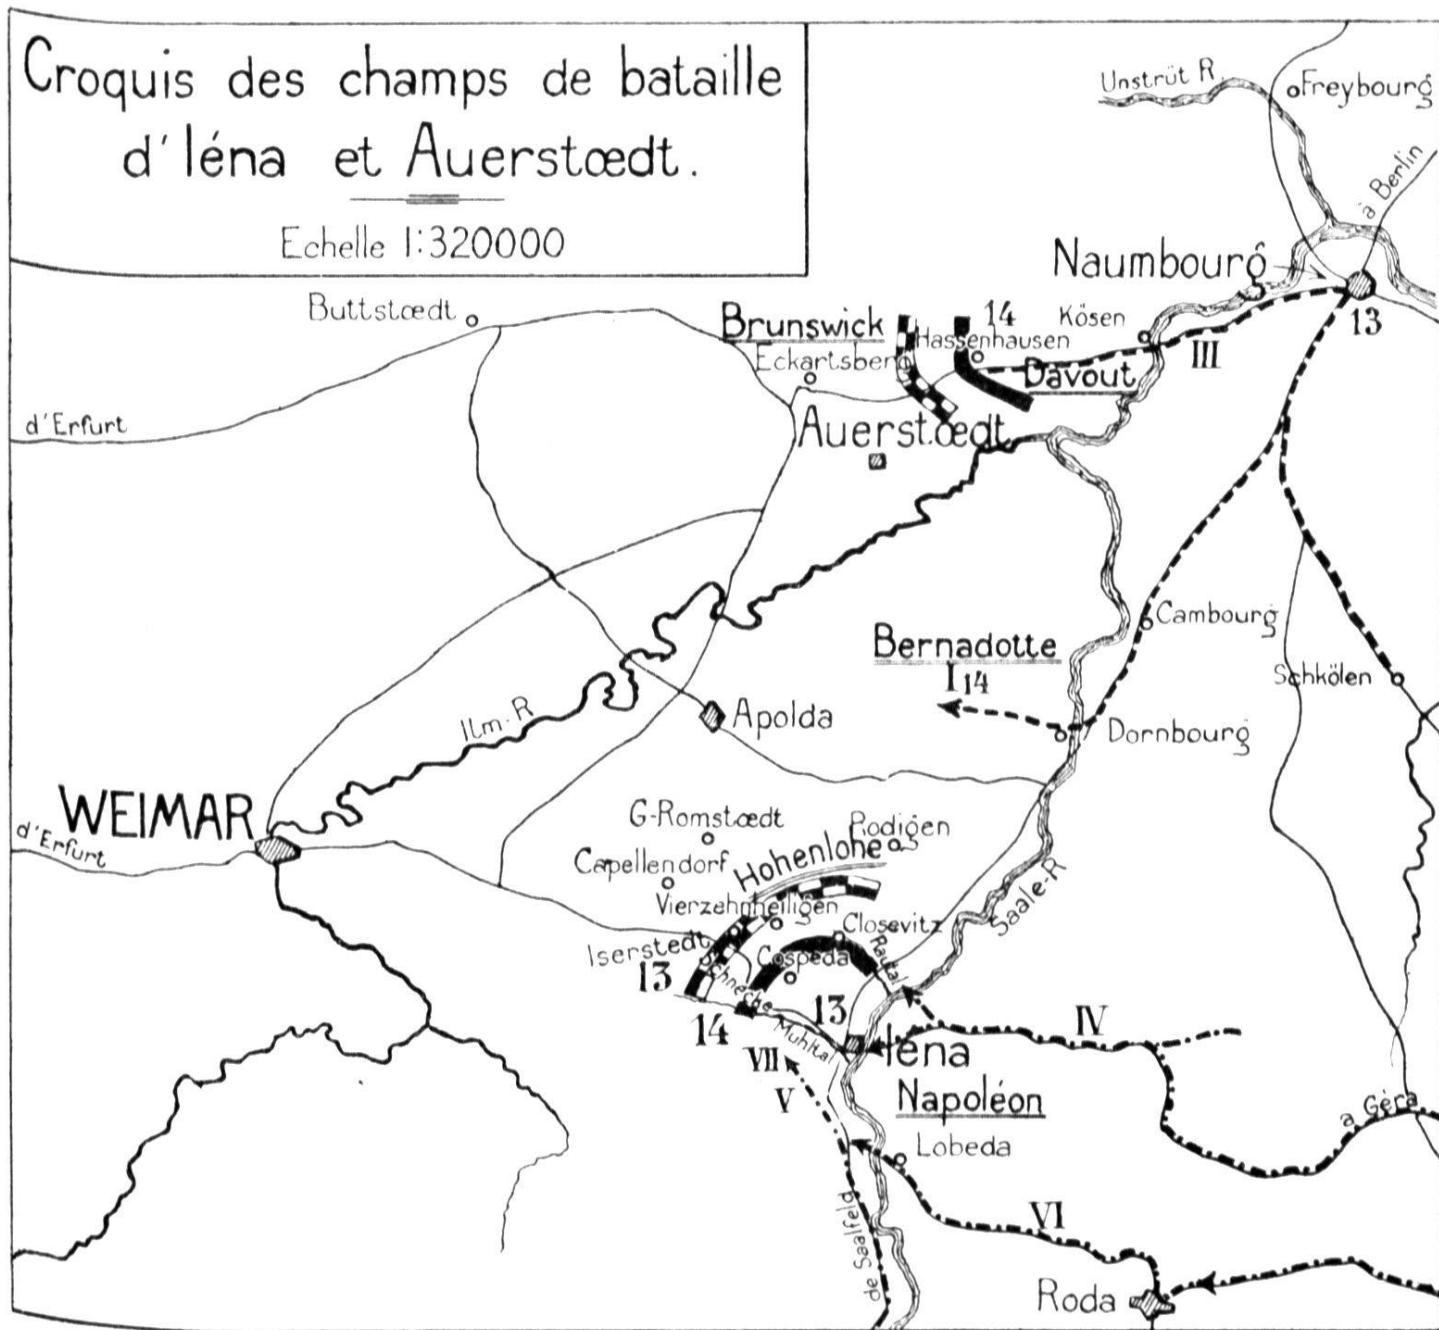 Croquis des champs de bataille
d'Iéna et Auerstœdt.
Echelle 1:320000
Unstrüt R.
Freybourg
à Berlin
Naumbourg
13
Buttstœdt
Brunswick
14
Kösen
Hassenhausen
Eckartsberg
III
Davout
d'Erfurt
Auerstœdt
Cambourg
Bernadotte
I 14
Schkölen
Ilm-R
Apolda
Dornbourg
WEIMAR
d'Erfurt
G-Romstœdt
Rodigen
Hohenlohe
Capellendorf
Vierzehnheiligen
Closevitz
Saale-R
Iserstedt
Cospeda
Rautal
13
Schnecke
13
14
Mühltal
IV
Iéna
VII
V
Napoléon
a Géra
Lobeda
de Saalfeld
VI
Roda